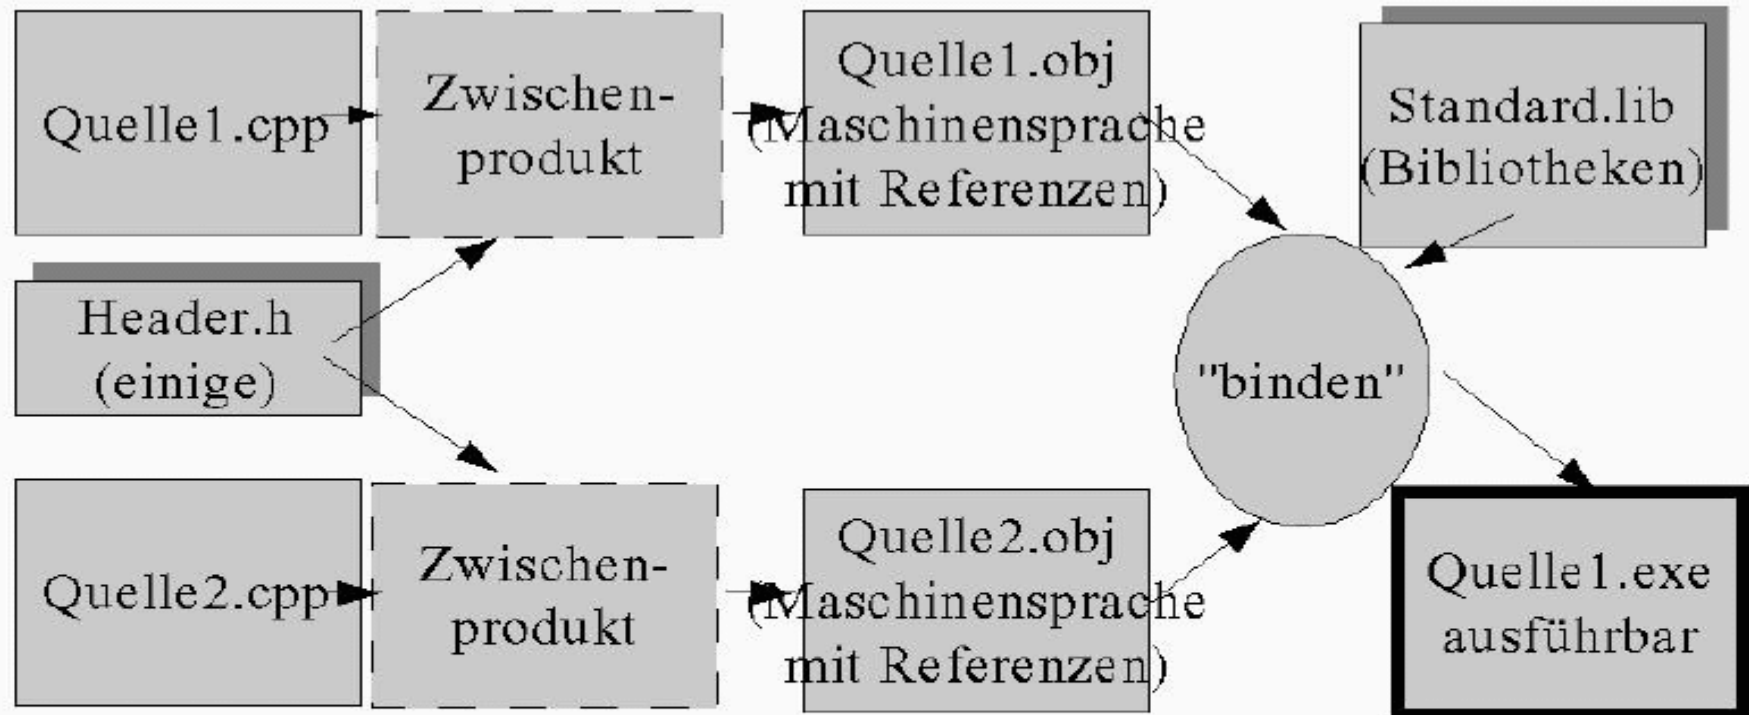 Quelle1.cpp
Zwischen-
produkt
Quelle1.obj
(Maschinensprache
mit Referenzen)
Standard.lib
(Bibliotheken)
Header.h
(einige)
"binden"
Quelle2.cpp
Zwischen-
produkt
Quelle2.obj
(Maschinensprache
mit Referenzen)
Quelle1.exe
ausführbar